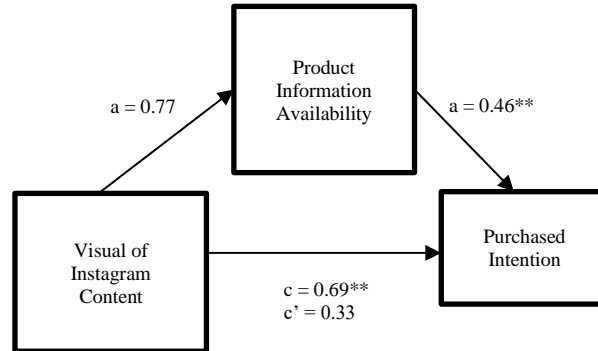 Product
Information
Availability
a = 0.77
a = 0.46**
Visual of
Instagram
Content
Purchased
Intention
c = 0.69**
c' = 0.33